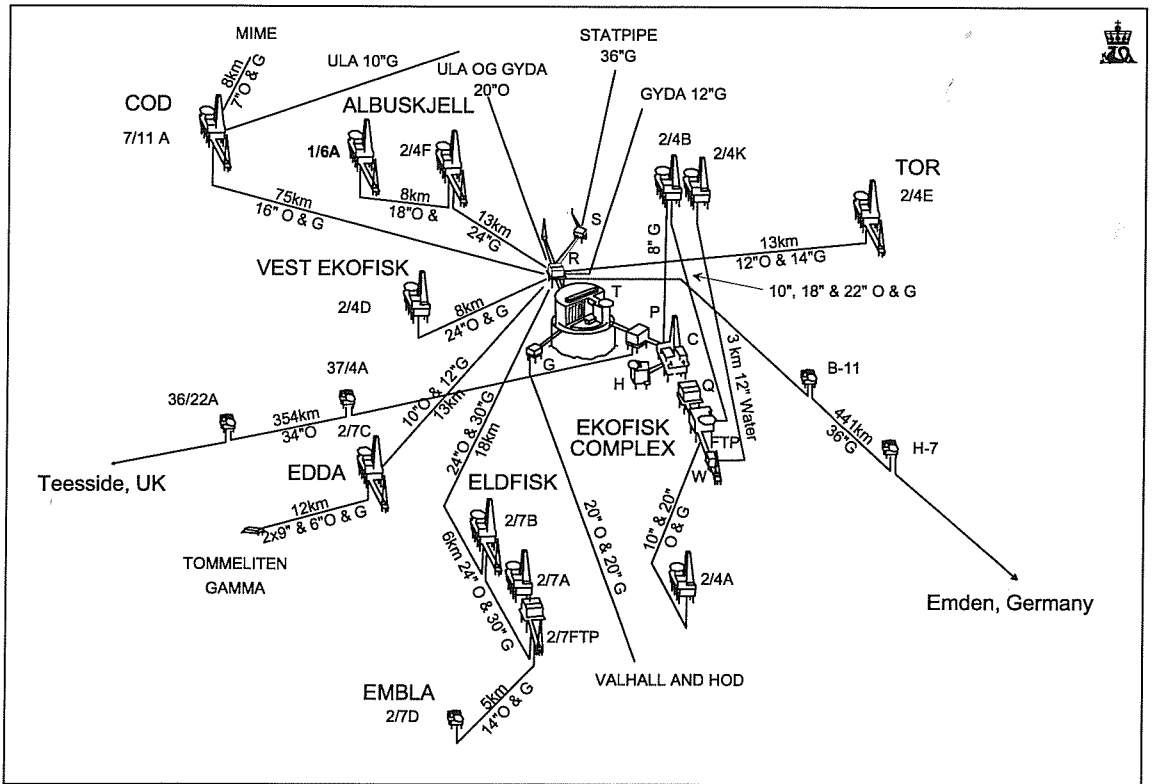 MIME
8km
7"O & G
ULA 10"G
ULA OG GYDA
20"O
STATPIPE
36"G
GYDA 12"G
COD
7/11 A
ALBUSKJELL
1/6A
2/4F
2/4B
2/4K
TOR
2/4E
75km
16" O & G
8km
18"O &
13km
24"G
S
R
8" G
13km
12"O & 14"G
10", 18" & 22" O & G
VEST EKOFISK
2/4D
8km
24"O & G
T
P
C
G
H
Q
FTP
W
3 km 12" Water
EKOFISK
COMPLEX
B-11
441km
36"G
H-7
37/4A
36/22A
354km
34"O
Teesside, UK
10"O & 12"G
13km
2/7C
EDDA
12km
2x9" & 6"O & G
TOMMELITEN
GAMMA
24"O & 30"G
18km
ELDFISK
2/7B
2/7A
2/7FTP
6km 24" O & 30" G
20" O & 20" G
10" & 20"
O & G
2/4A
Emden, Germany
VALHALL AND HOD
EMBLA
2/7D
5km
14"O & G